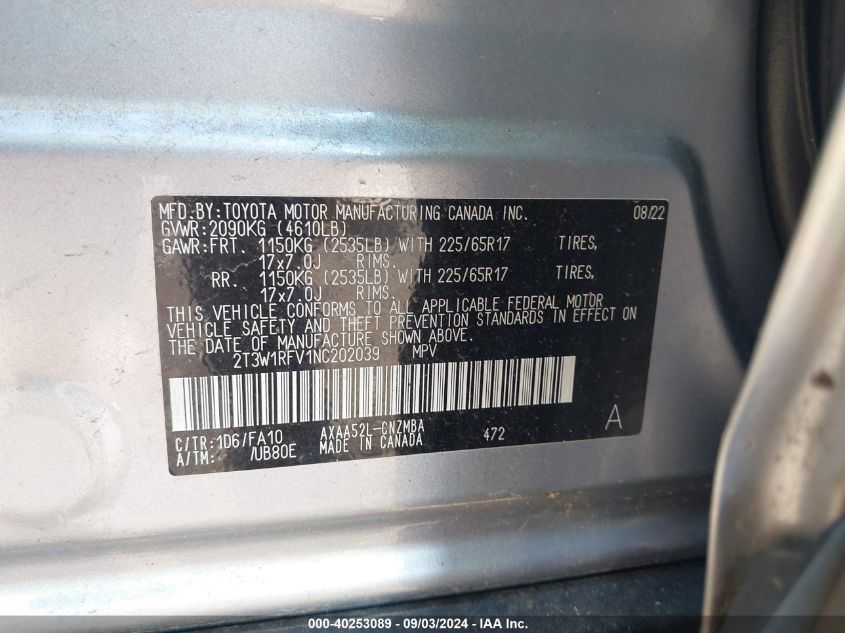 MFD.BY:TOYOTA MOTOR MANUFACTURING CANADA INC. 08/22
GVWR:2090KG (4610LB)
GAWR:FRT. 1150KG (2535LB) WITH 225/65R17 TIRES,
17x7.0J RIMS.
RR. 1150KG (2535LB) WITH 225/65R17 TIRES,
17x7.0J RIMS.
THIS VEHICLE CONFORMS TO ALL APPLICABLE FEDERAL MOTOR
VEHICLE SAFETY AND THEFT PREVENTION STANDARDS IN EFFECT ON
THE DATE OF MANUFACTURE SHOWN ABOVE.
2T3W1RFV1NC202039 MPV
C/TR:1D6/FA10 AXAA52L-CNZMBA 472 A
A/TM: /UB80E MADE IN CANADA
000-40253089 - 09/03/2024 - IAA Inc.